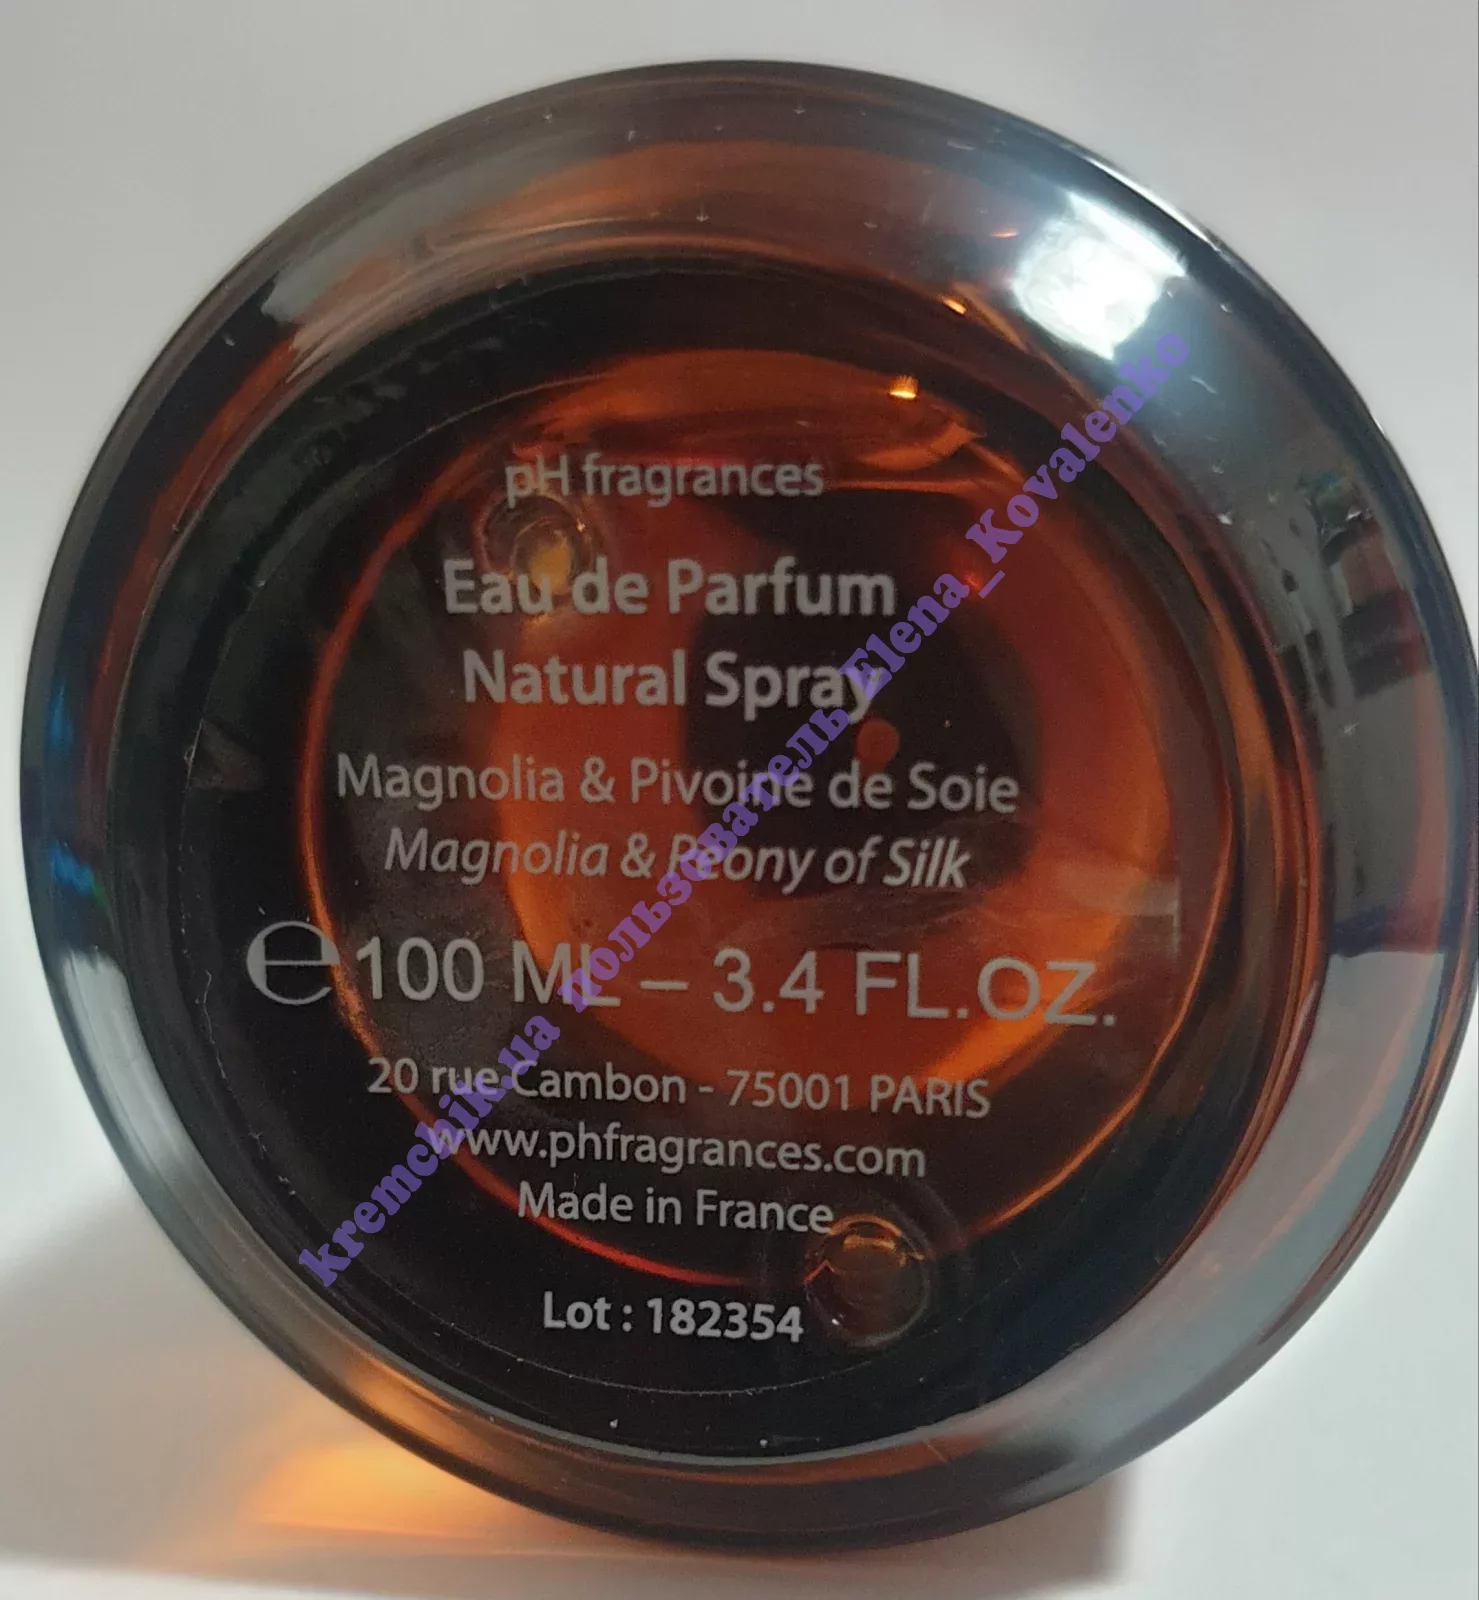 pH fragrances
Eau de Parfum
Natural Spray
Magnolia & Pivoine de Soie
Magnolia & Peony of Silk
℮ 100 ML – 3.4 FL.OZ.
20 rue Cambon - 75001 PARIS
www.phfragrances.com
Made in France
Lot : 182354
kremchik.ua пользователь Elena_Kovalenko